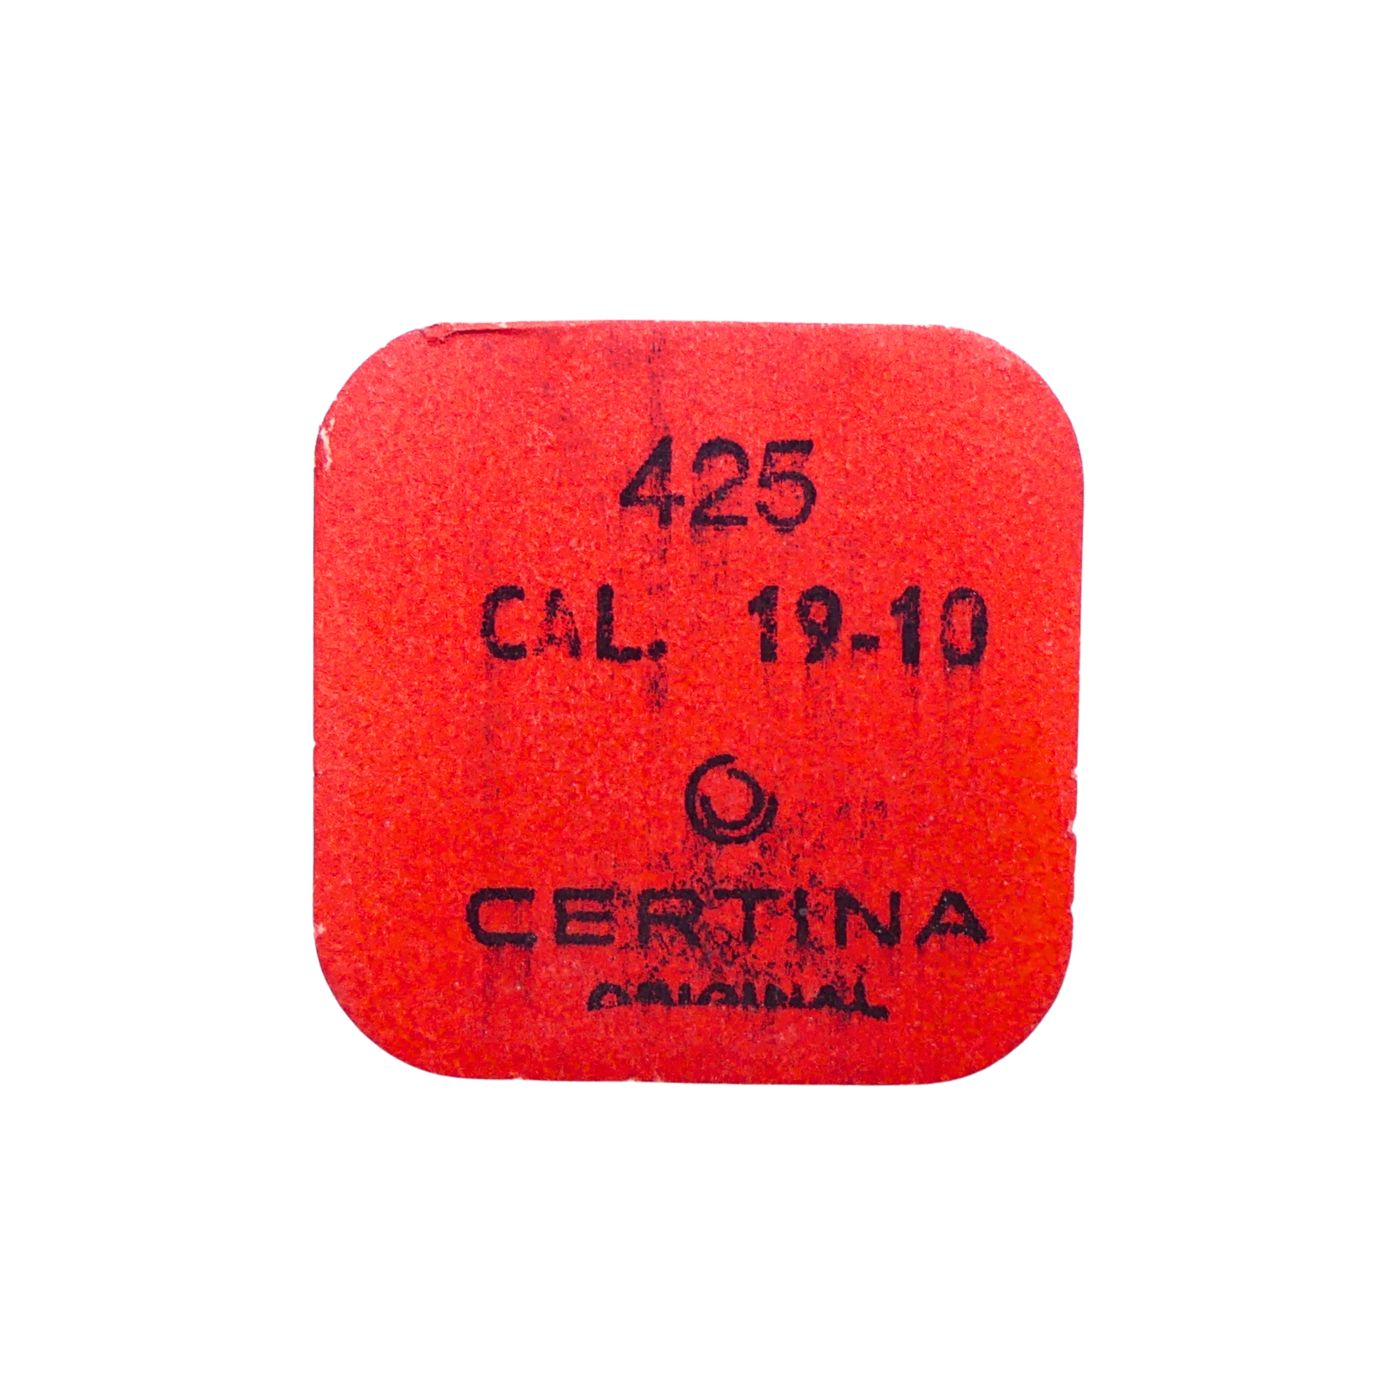 425
CAL. 19-10
CERTINA
ORIGINAL